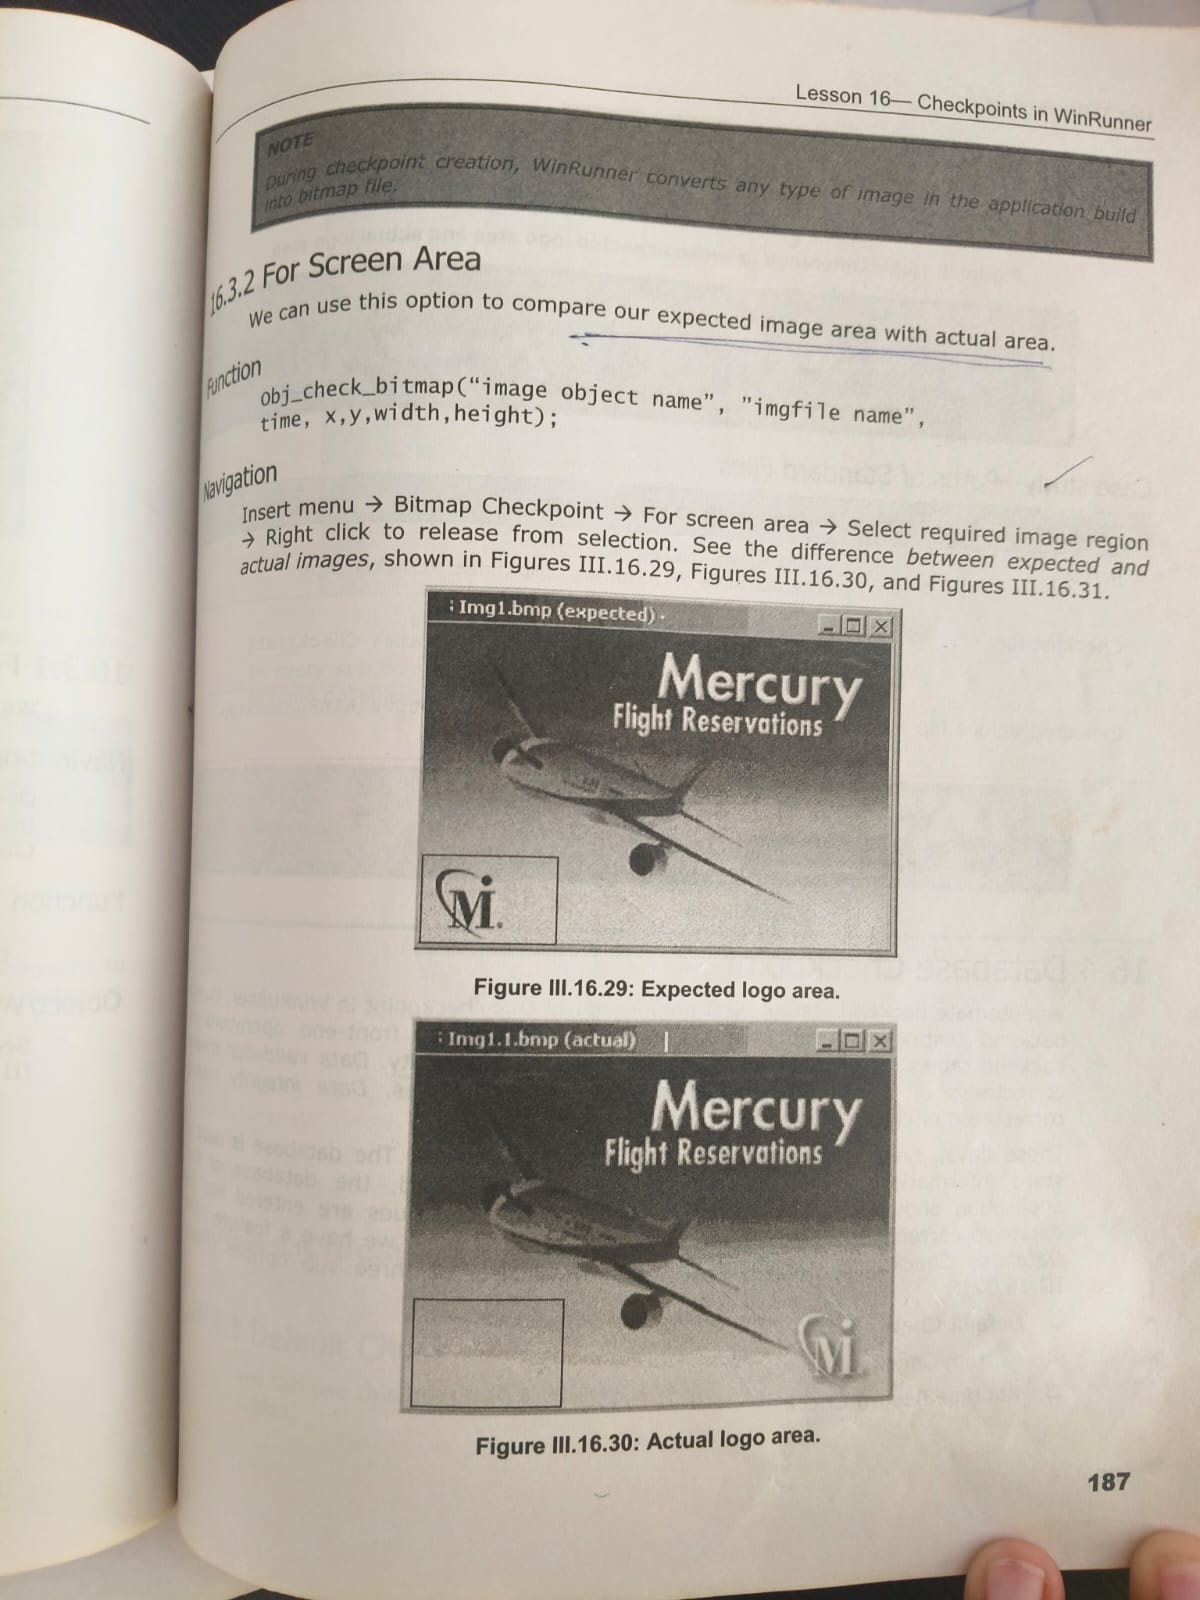 Lesson 16— Checkpoints in WinRunner
NOTE
During checkpoint creation, WinRunner converts any type of image in the application build
into bitmap file.
16.3.2 For Screen Area
We can use this option to compare our expected image area with actual area.
Function
obj_check_bitmap(“image object name”, ”imgfile name”,
time, x,y,width,height);
Navigation
Insert menu → Bitmap Checkpoint → For screen area → Select required image region
→ Right click to release from selection. See the difference between expected and
actual images, shown in Figures III.16.29, Figures III.16.30, and Figures III.16.31.
Img1.bmp (expected)
Mercury
Flight Reservations
M
Figure III.16.29: Expected logo area.
Img1.1.bmp (actual)
Mercury
Flight Reservations
M
Figure III.16.30: Actual logo area.
187